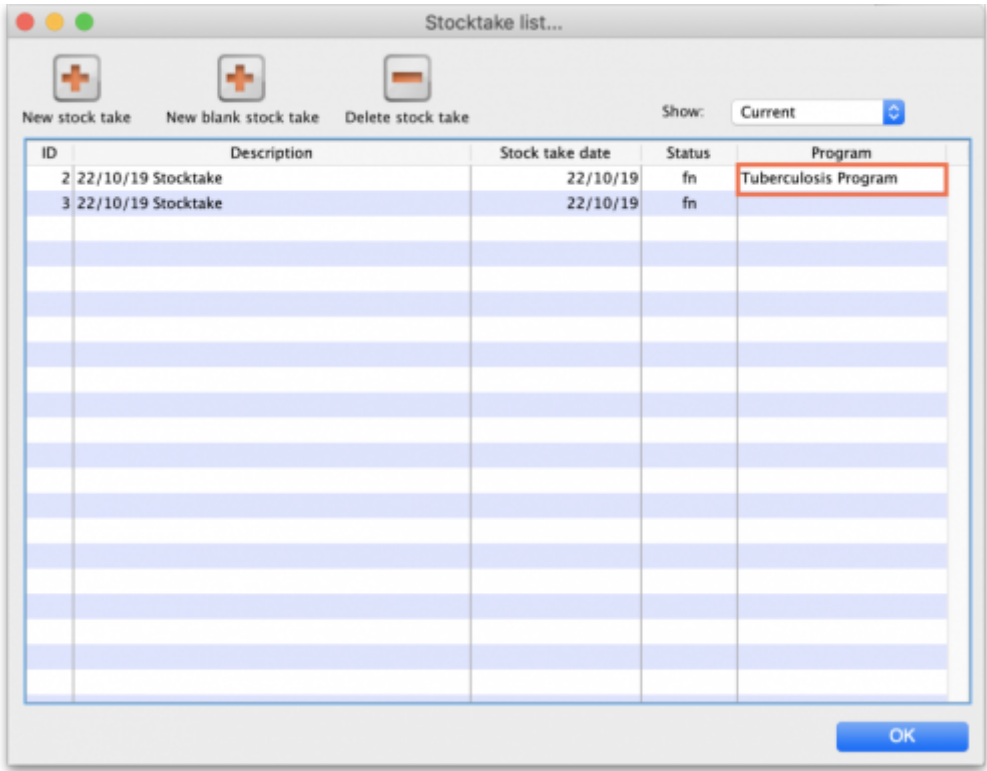 Stocktake list...
New stock take New blank stock take Delete stock take Show: Current
ID Description Stock take date Status Program
2 22/10/19 Stocktake 22/10/19 fn Tuberculosis Program
3 22/10/19 Stocktake 22/10/19 fn
OK